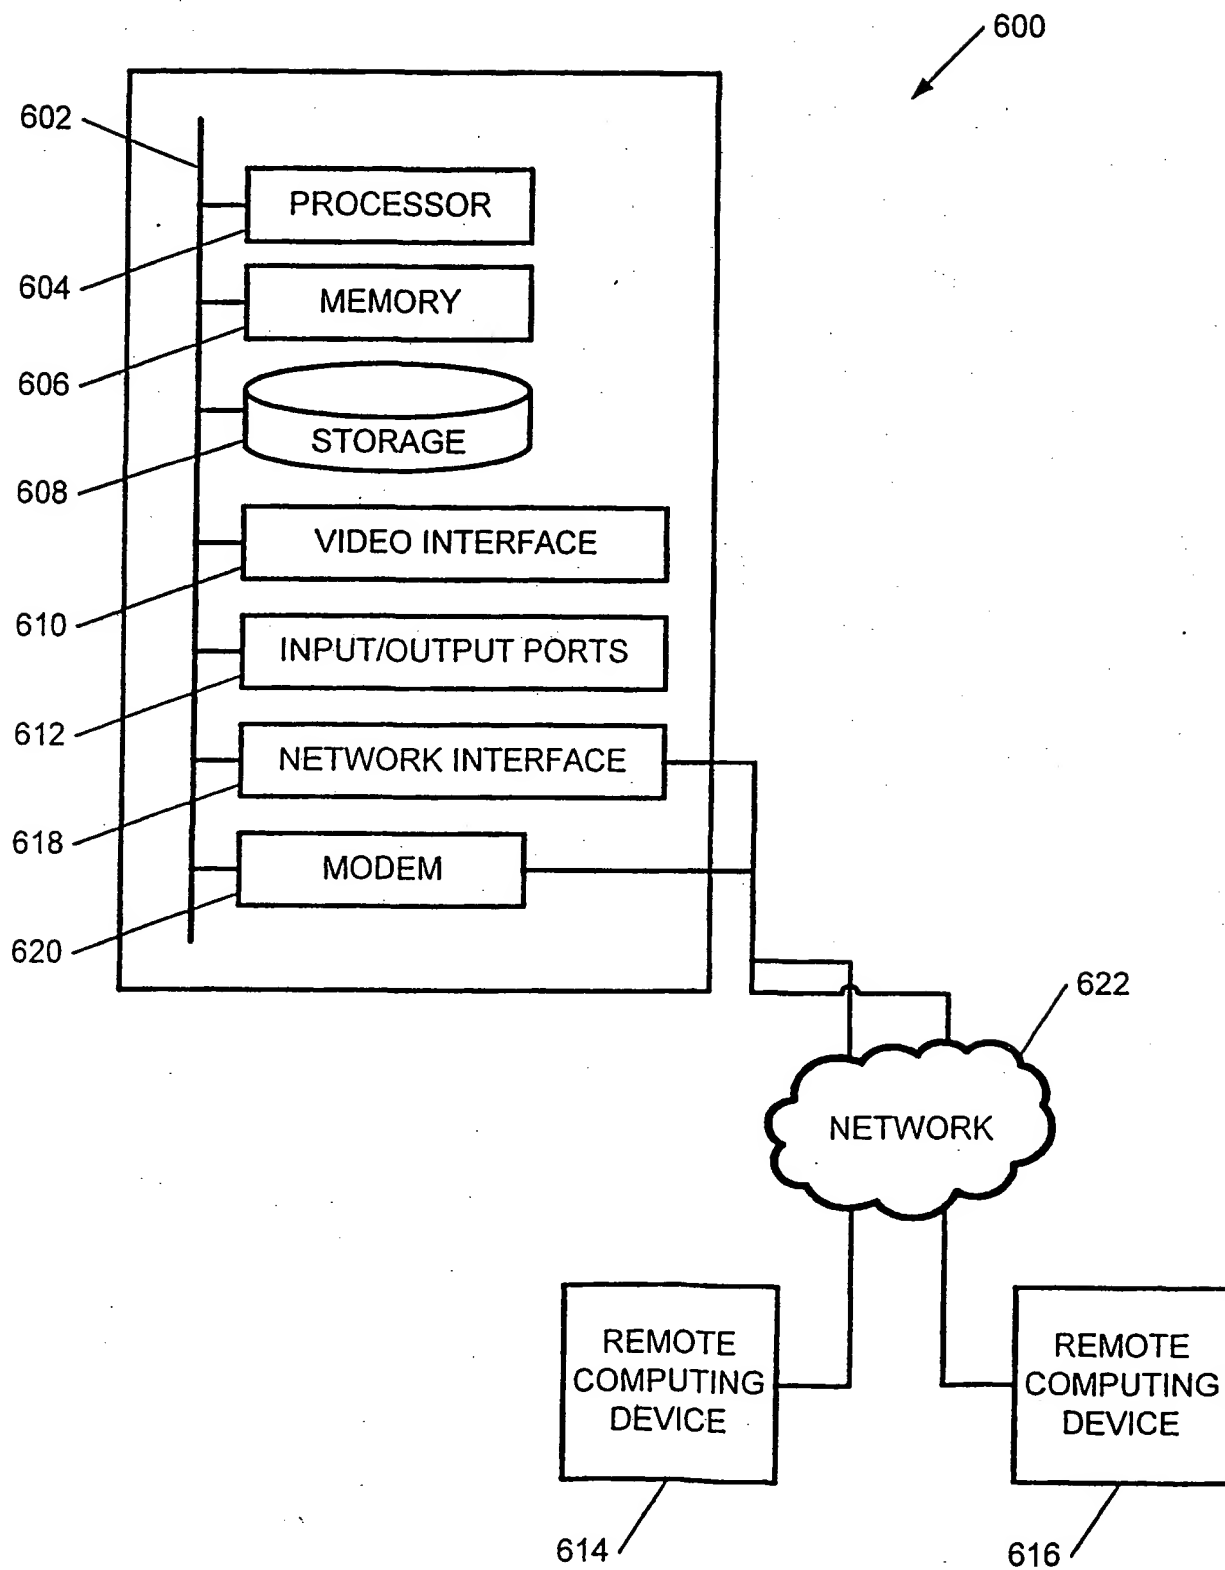 600
602
PROCESSOR
604
MEMORY
606
STORAGE
608
VIDEO INTERFACE
610
INPUT/OUTPUT PORTS
612
NETWORK INTERFACE
618
MODEM
620
622
NETWORK
REMOTE
COMPUTING
DEVICE
REMOTE
COMPUTING
DEVICE
614
616